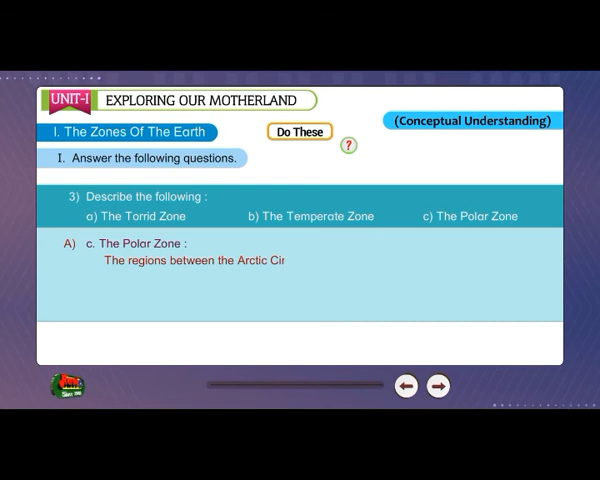 UNIT-I EXPLORING OUR MOTHERLAND
(Conceptual Understanding)
I. The Zones Of The Earth
Do These
?
I. Answer the following questions.
3) Describe the following :
a) The Torrid Zone b) The Temperate Zone c) The Polar Zone
A) c. The Polar Zone :
The regions between the Arctic Cir